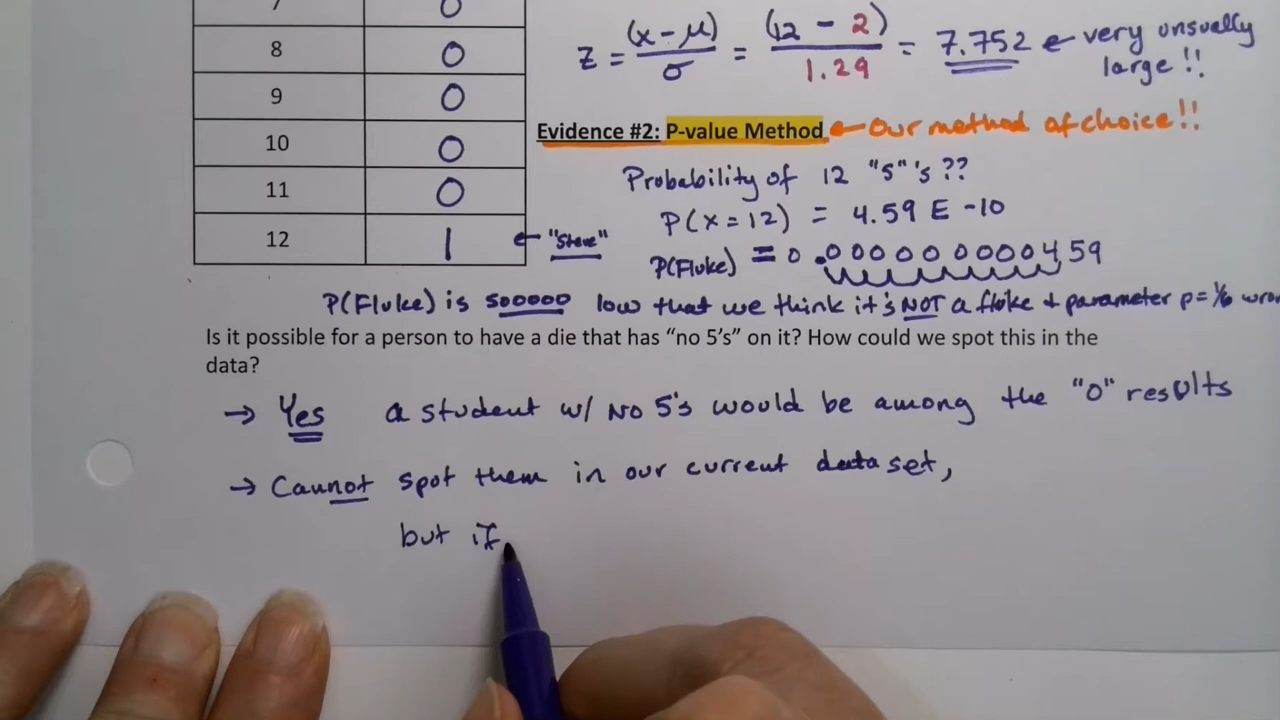 7 0
8 0
9 0
10 0
11 0
12 1 ← "Steve"
Z = (x - μ) / σ = (12 - 2) / 1.29 = 7.752 ← very unsually
large!!
Evidence #2: P-value Method ← Our method of choice!!
Probability of 12 "5"'s ??
P(x=12) = 4.59 E -10
P(Fluke) = 0.000000000459
P(Fluke) is sooooo low that we think it's NOT a fluke + parameter p=1/6 wron
Is it possible for a person to have a die that has "no 5's" on it? How could we spot this in the
data?
→ Yes a student w/ No 5's would be among the "0" results
→ Cannot spot them in our current data set,
but if